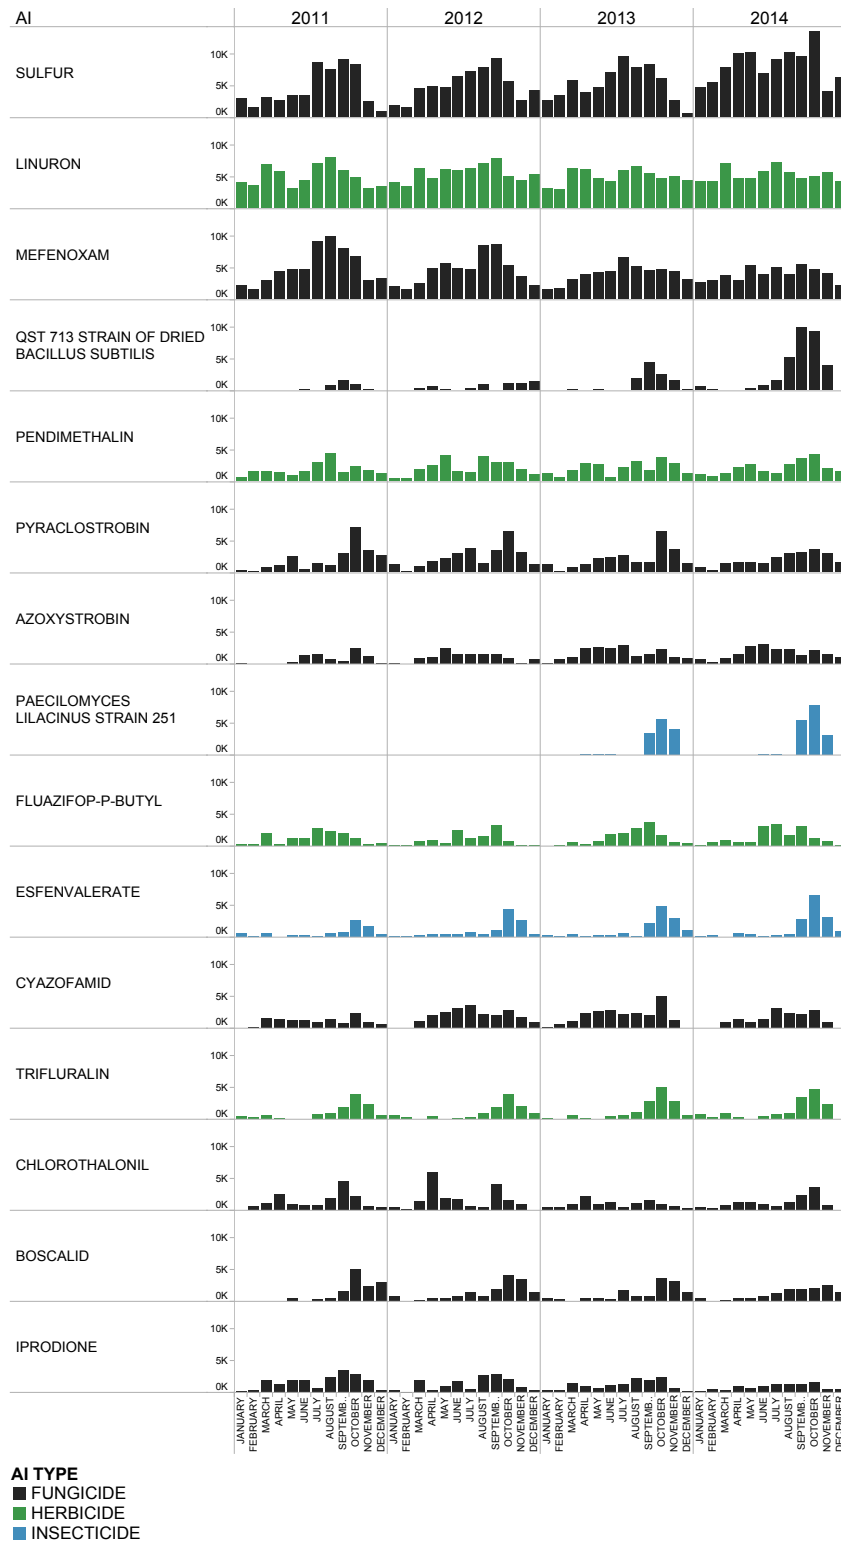 AI 2011 2012 2013 2014
10K
SULFUR
5K
0K
10K
LINURON
5K
0K
10K
MEFENOXAM
5K
0K
10K
QST 713 STRAIN OF DRIED
BACILLUS SUBTILIS
5K
0K
10K
PENDIMETHALIN
5K
0K
10K
PYRACLOSTROBIN
5K
0K
10K
AZOXYSTROBIN
5K
0K
10K
PAECILOMYCES
LILACINUS STRAIN 251
5K
0K
10K
FLUAZIFOP-P-BUTYL
5K
0K
10K
ESFENVALERATE
5K
0K
10K
CYAZOFAMID
5K
0K
10K
TRIFLURALIN
5K
0K
10K
CHLOROTHALONIL
5K
0K
10K
BOSCALID
5K
0K
10K
IPRODIONE
5K
0K
JANUARY
FEBRUARY
MARCH
APRIL
MAY
JUNE
JULY
AUGUST
SEPTEMB..
OCTOBER
NOVEMBER
DECEMBER
JANUARY
FEBRUARY
MARCH
APRIL
MAY
JUNE
JULY
AUGUST
SEPTEMB..
OCTOBER
NOVEMBER
DECEMBER
JANUARY
FEBRUARY
MARCH
APRIL
MAY
JUNE
JULY
AUGUST
SEPTEMB..
OCTOBER
NOVEMBER
DECEMBER
JANUARY
FEBRUARY
MARCH
APRIL
MAY
JUNE
JULY
AUGUST
SEPTEMB..
OCTOBER
NOVEMBER
DECEMBER
AI TYPE
FUNGICIDE
HERBICIDE
INSECTICIDE